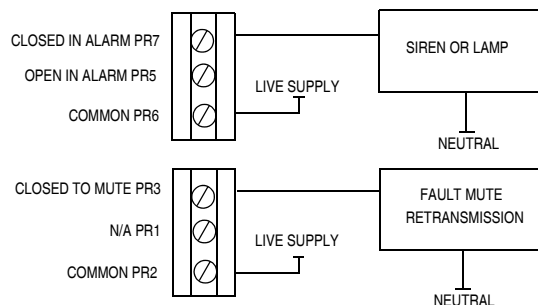 CLOSED IN ALARM PR7
SIREN OR LAMP
OPEN IN ALARM PR5
LIVE SUPPLY
COMMON PR6
NEUTRAL
CLOSED TO MUTE PR3
FAULT MUTE
RETRANSMISSION
N/A PR1
LIVE SUPPLY
COMMON PR2
NEUTRAL